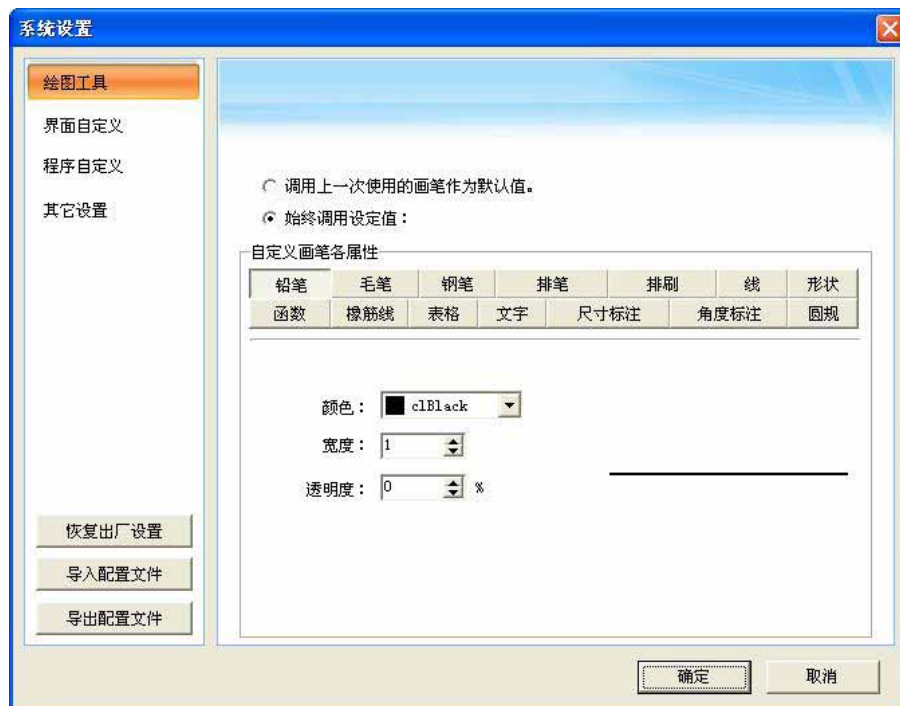 系统设置
绘图工具
界面自定义
程序自定义
其它设置
恢复出厂设置
导入配置文件
导出配置文件
调用上一次使用的画笔作为默认值。
始终调用设定值：
自定义画笔各属性
铅笔 毛笔 钢笔 排笔 排刷 线 形状
函数 橡筋线 表格 文字 尺寸标注 角度标注 圆规
颜色： clBlack
宽度： 1
透明度： 0 %
确定 取消